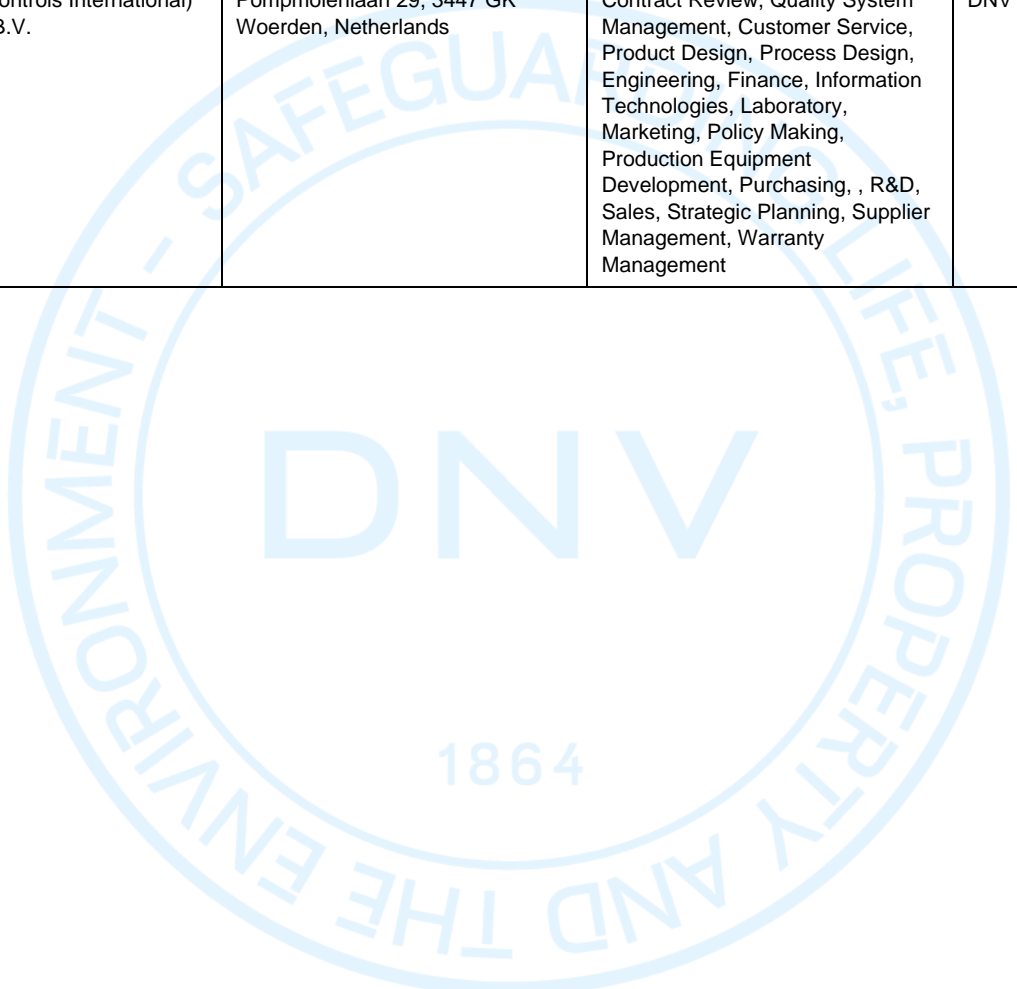 ontrols International)
B.V.
Pompmolenlaan 29, 3447 GK
Woerden, Netherlands
Contract Review, Quality System
Management, Customer Service,
Product Design, Process Design,
Engineering, Finance, Information
Technologies, Laboratory,
Marketing, Policy Making,
Production Equipment
Development, Purchasing, , R&D,
Sales, Strategic Planning, Supplier
Management, Warranty
Management
DNV
SAFEGUARDING LIFE, PROPERTY AND THE ENVIRONMENT -
DNV
1864